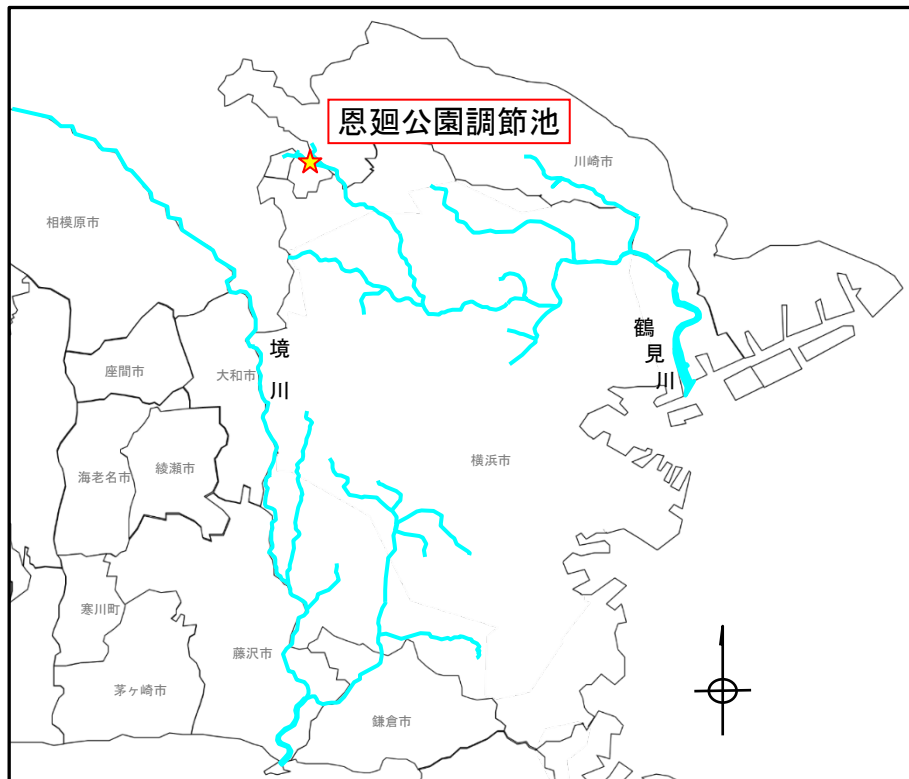 恩廻公園調節池
川崎市
相模原市
鶴見川
境川
座間市
大和市
横浜市
海老名市
綾瀬市
寒川町
藤沢市
茅ヶ崎市
鎌倉市